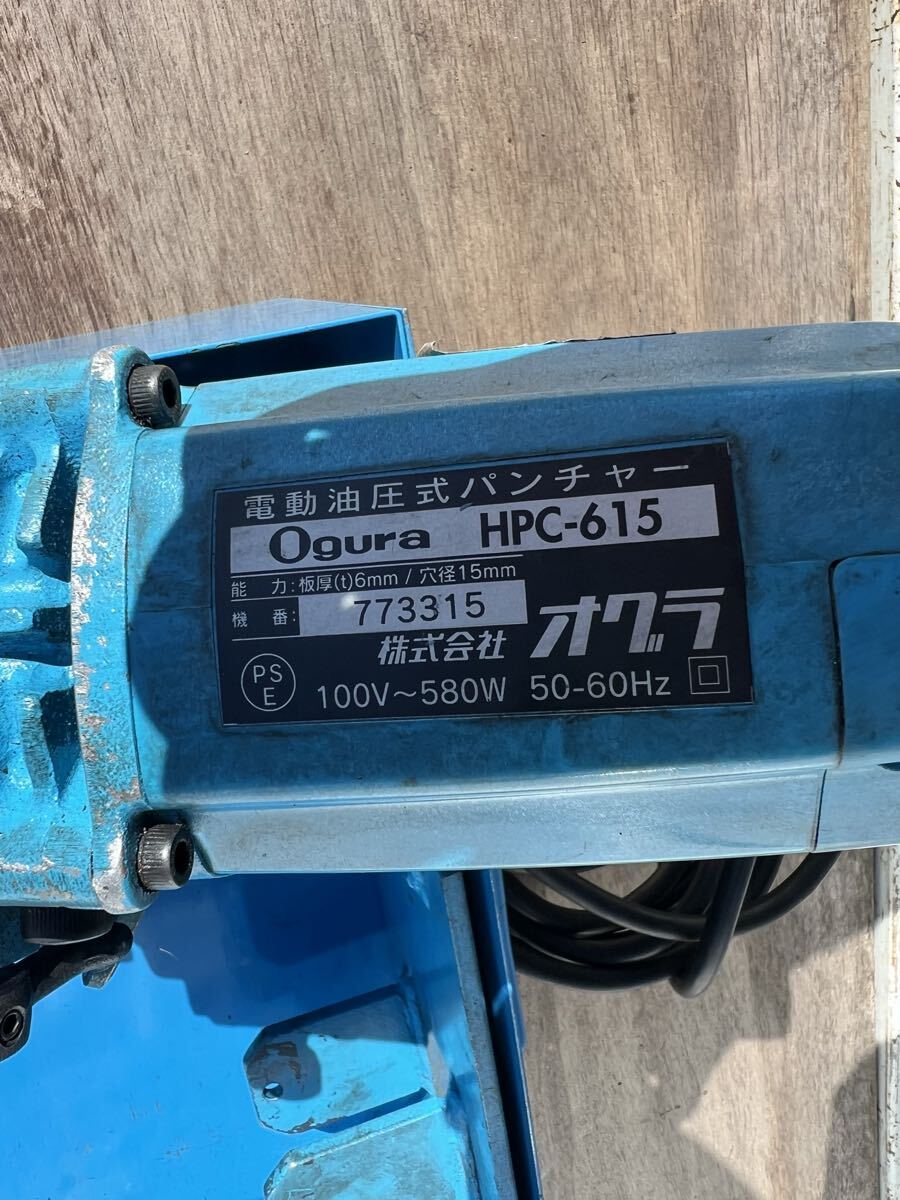 電動油圧式パンチャー
Ogura HPC-615
能 力:板厚(t)6mm / 穴径15mm
機 番: 773315
株式会社 オグラ
PS
E
100V～580W 50-60Hz